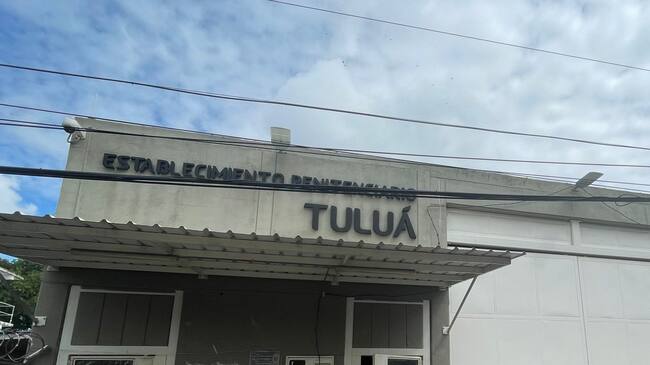 ESTABLECIMIENTO PENITENCIARIO
TULUÁ